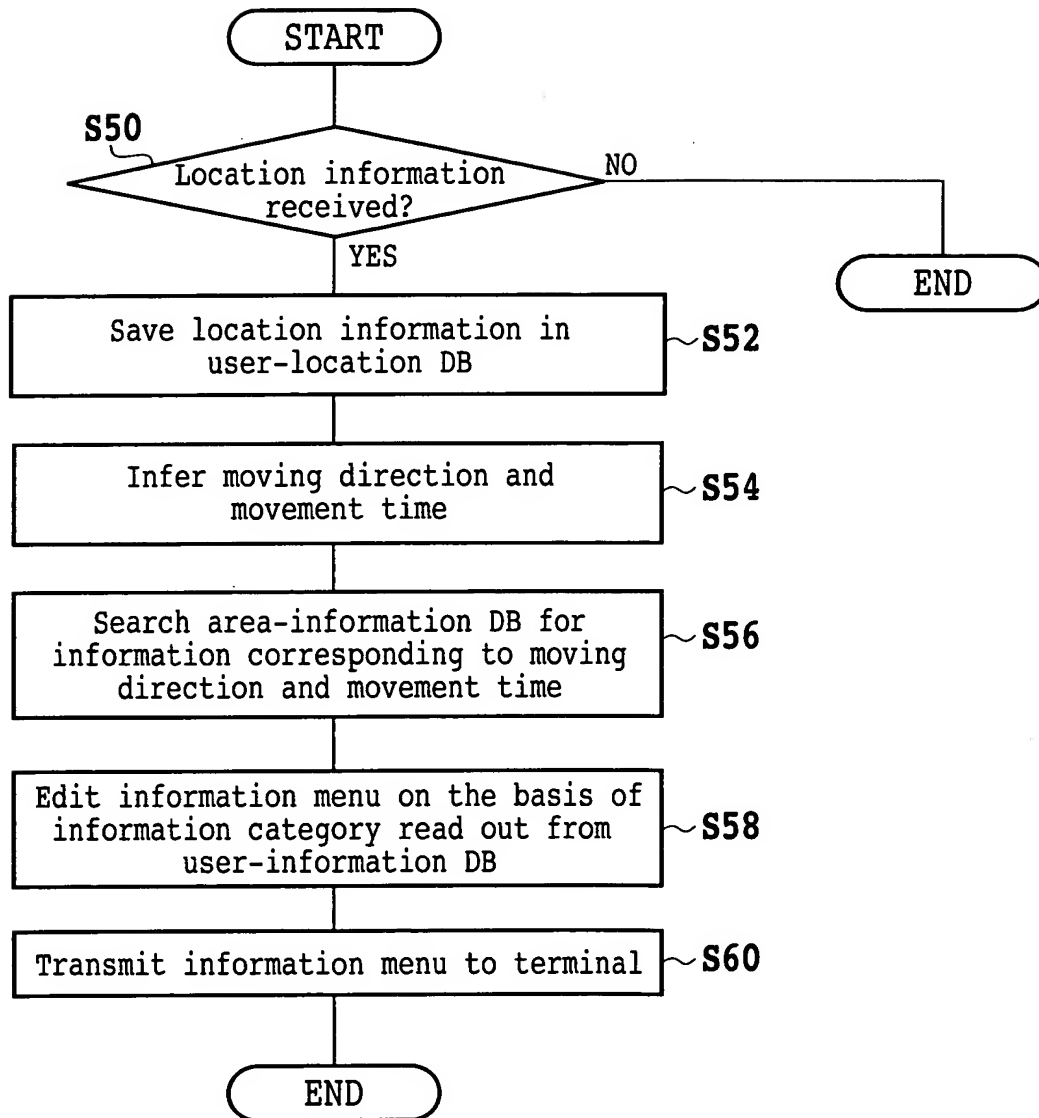 START
S50
Location information
received?
NO
YES
END
Save location information in
user-location DB
S52
Infer moving direction and
movement time
S54
Search area-information DB for
information corresponding to moving
direction and movement time
S56
Edit information menu on the basis of
information category read out from
user-information DB
S58
Transmit information menu to terminal
S60
END